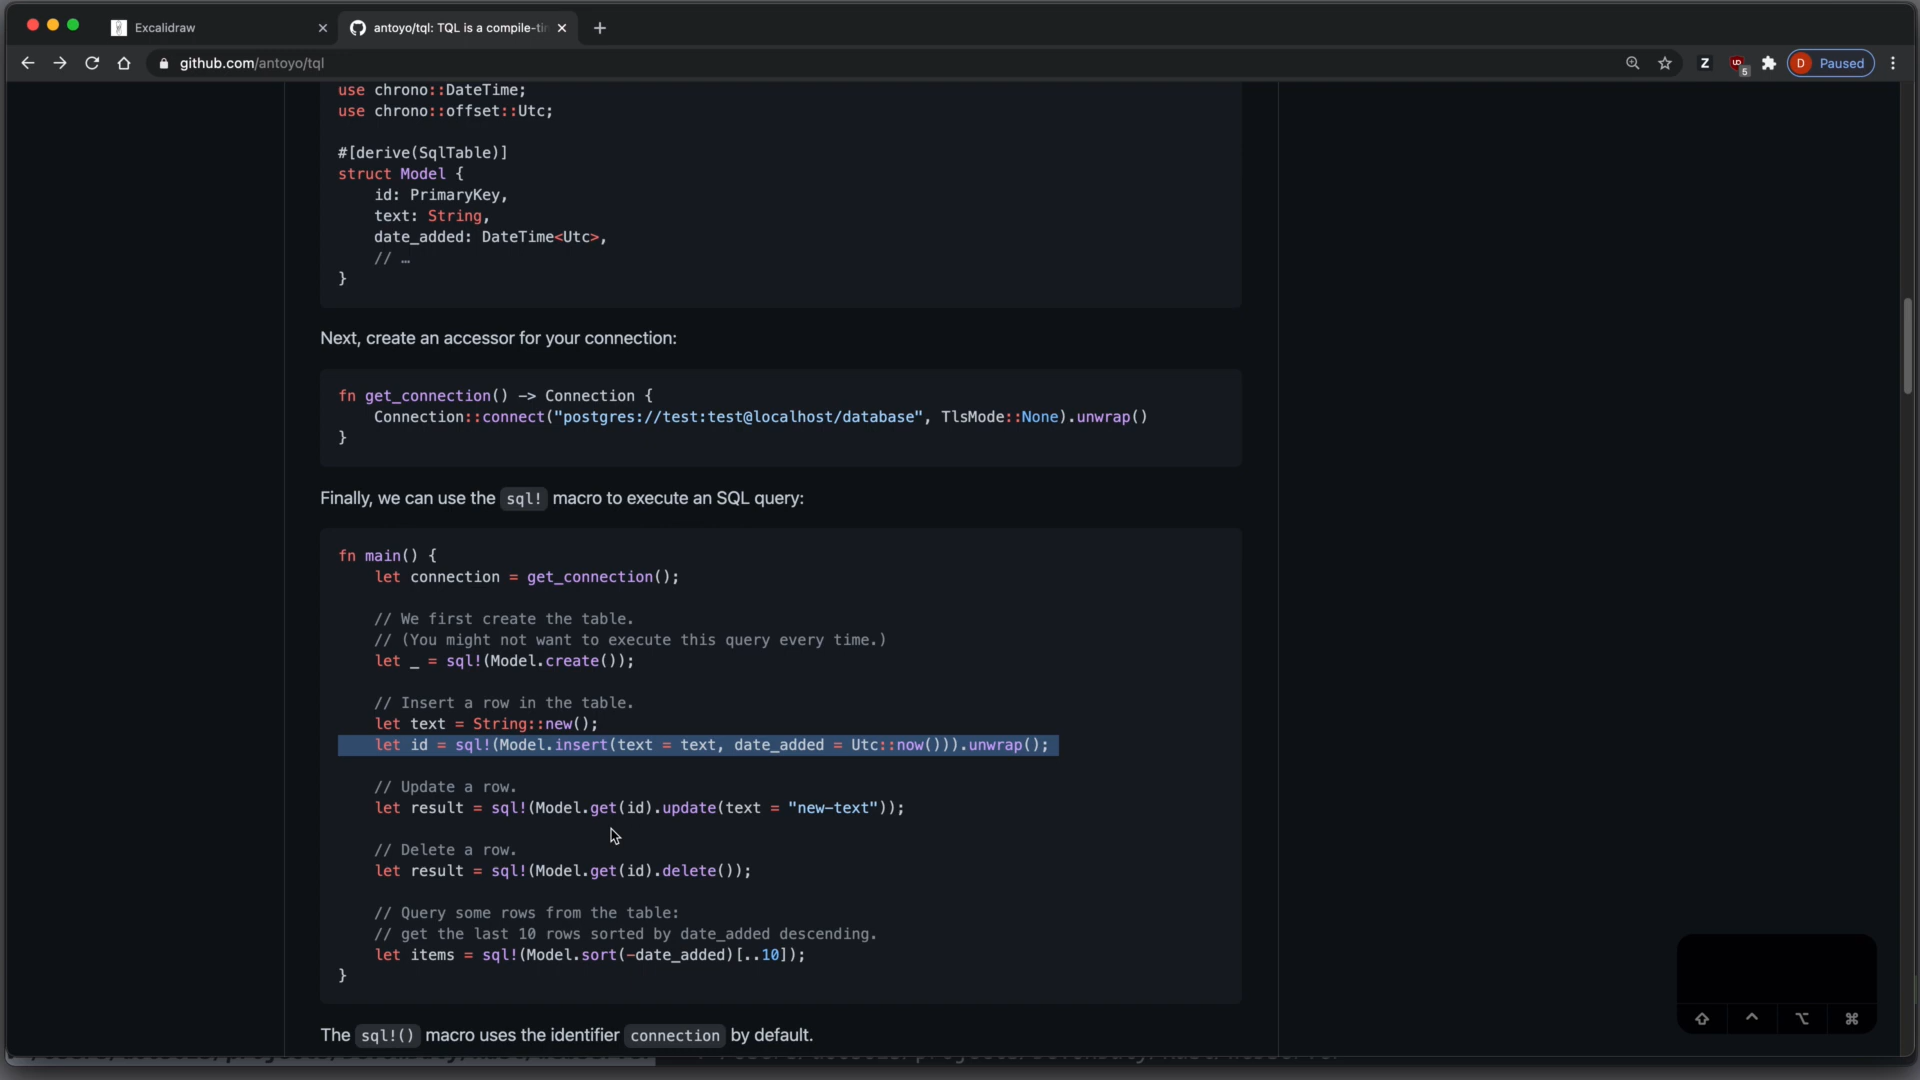 Excalidraw
antoyo/tql: TQL is a compile-tir
github.com/antoyo/tql
Z
5
D
Paused
use chrono::DateTime;
use chrono::offset::Utc;
#[derive(SqlTable)]
struct Model {
id: PrimaryKey,
text: String,
date_added: DateTime<Utc>,
// …
}
Next, create an accessor for your connection:
fn get_connection() -> Connection {
Connection::connect("postgres://test:test@localhost/database", TlsMode::None).unwrap()
}
Finally, we can use the sql! macro to execute an SQL query:
fn main() {
let connection = get_connection();
// We first create the table.
// (You might not want to execute this query every time.)
let _ = sql!(Model.create());
// Insert a row in the table.
let text = String::new();
let id = sql!(Model.insert(text = text, date_added = Utc::now())).unwrap();
// Update a row.
let result = sql!(Model.get(id).update(text = "new-text"));
// Delete a row.
let result = sql!(Model.get(id).delete());
// Query some rows from the table:
// get the last 10 rows sorted by date_added descending.
let items = sql!(Model.sort(-date_added)[..10]);
}
The sql!() macro uses the identifier connection by default.